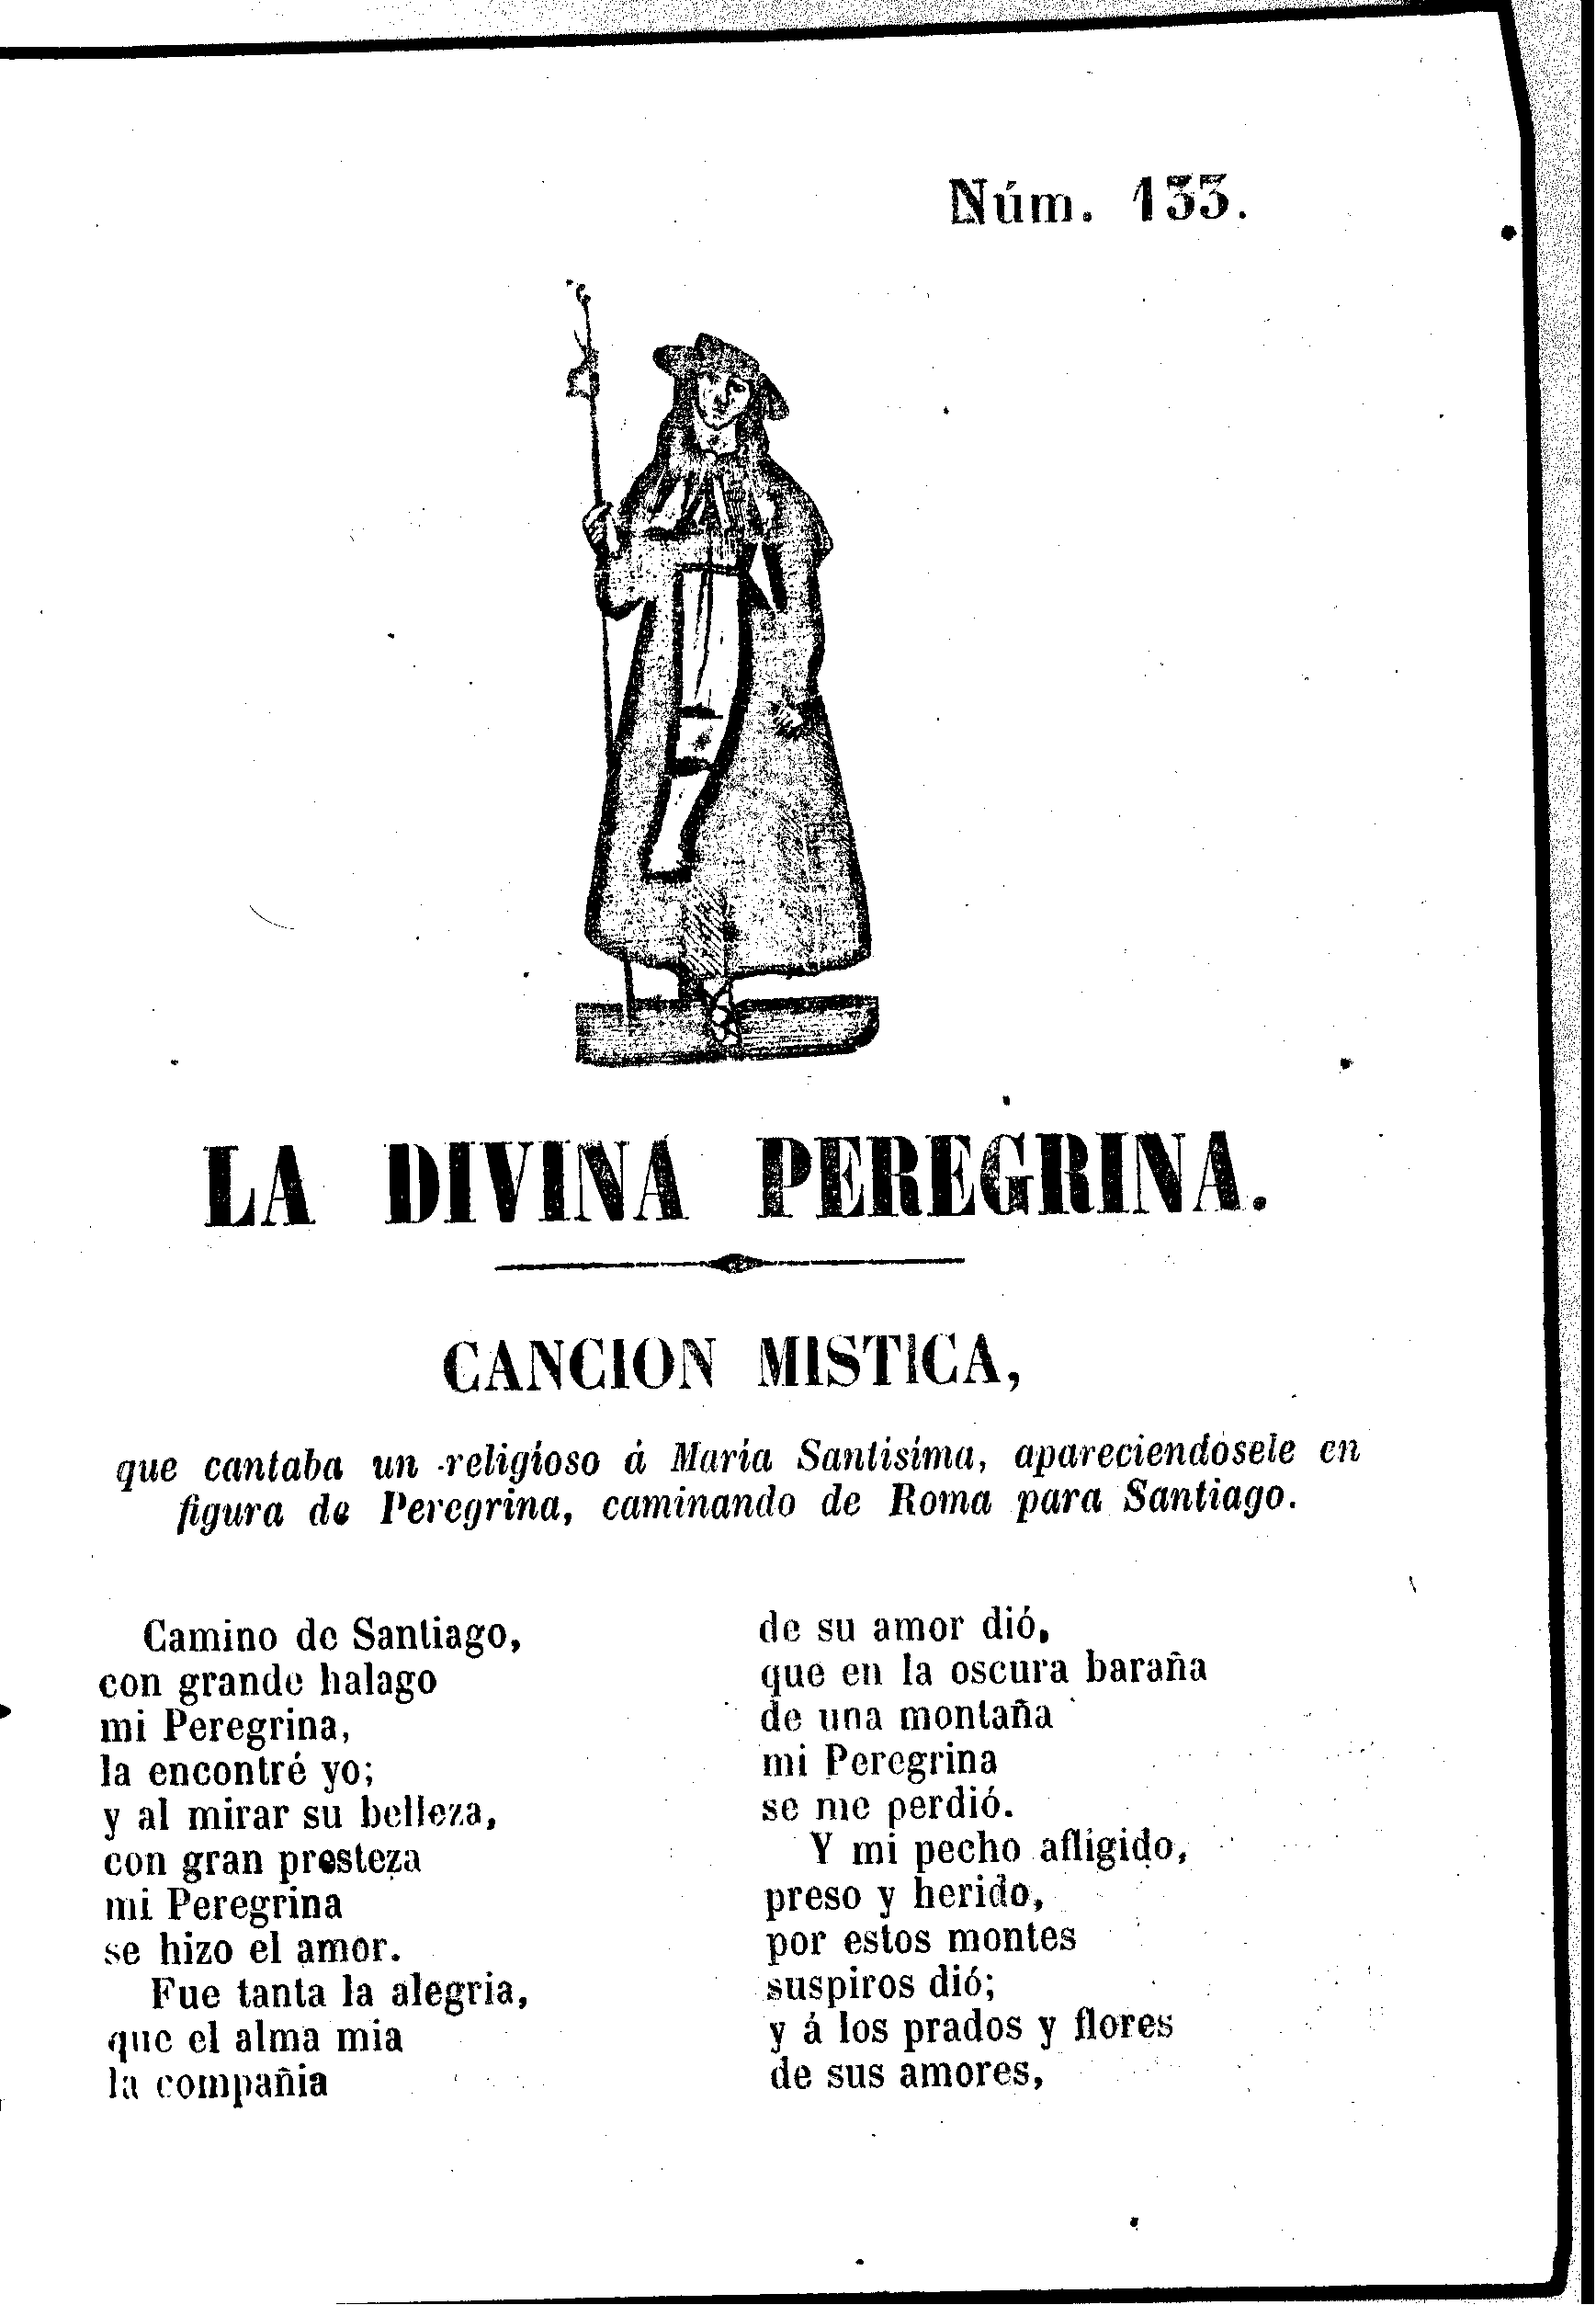 Núm. 133.
LA DIVINA PEREGRINA.
CANCION MISTICA,
que cantaba un religioso á María Santisima, apareciendosele en
figura de Peregrina, caminando de Roma para Santiago.
Camino de Santiago,
con grande halago
mi Peregrina,
la encontré yo;
y al mirar su belleza,
con gran presteza
mi Peregrina
se hizo el amor.
Fue tanta la alegria,
que el alma mia
la compañia
de su amor dió,
que en la oscura baraña
de una montaña
mi Peregrina
se me perdió.
Y mi pecho afligido,
preso y herido,
por estos montes
suspiros dió;
y á los prados y flores
de sus amores,